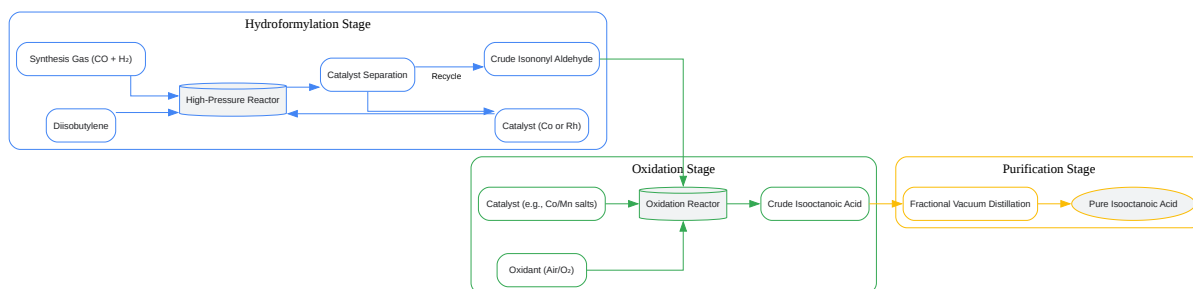 Hydroformylation Stage
Synthesis Gas (CO + H₂)
Diisobutylene
High-Pressure Reactor
Catalyst Separation
Recycle
Crude Isononyl Aldehyde
Catalyst (Co or Rh)
Oxidation Stage
Catalyst (e.g., Co/Mn salts)
Oxidation Reactor
Crude Isooctanoic Acid
Oxidant (Air/O₂)
Purification Stage
Fractional Vacuum Distillation
Pure Isooctanoic Acid